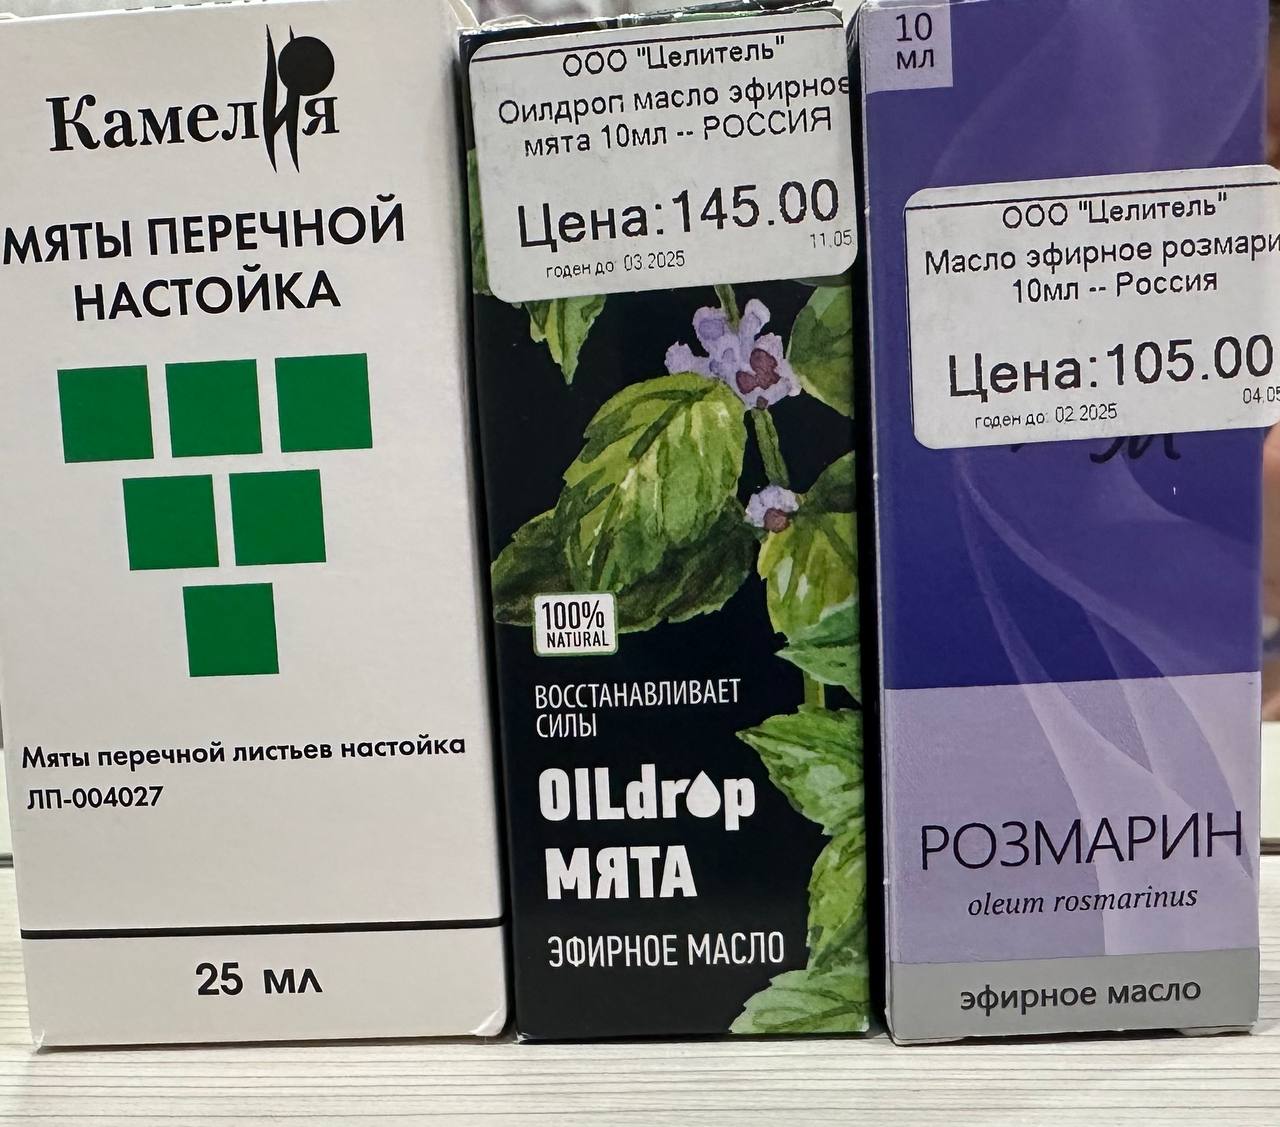 Камелия
МЯТЫ ПЕРЕЧНОЙ
НАСТОЙКА
Мяты перечной листьев настойка
ЛП-004027
25 мл
ООО "Целитель"
Оилдроп масло эфирное
мята 10мл -- РОССИЯ
Цена:145.00
11.05
годен до: 03.2025
100%
NATURAL
ВОССТАНАВЛИВАЕТ
СИЛЫ
OILdrop
МЯТА
ЭФИРНОЕ МАСЛО
10
мл
ООО "Целитель"
Масло эфирное розмари
10мл -- Россия
Цена:105.00
04.05
годен до: 02.2025
РОЗМАРИН
oleum rosmarinus
эфирное масло